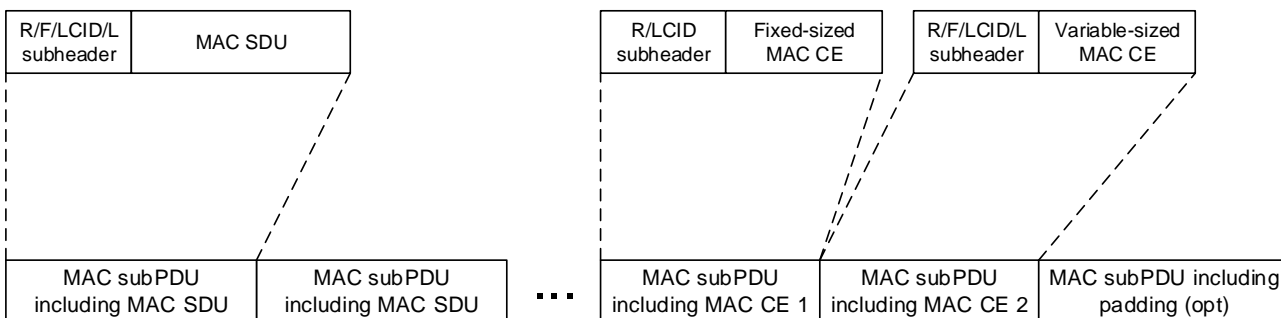 R/F/LCID/L
subheader
MAC SDU
R/LCID
subheader
Fixed-sized
MAC CE
R/F/LCID/L
subheader
Variable-sized
MAC CE
MAC subPDU
including MAC SDU
MAC subPDU
including MAC SDU
...
MAC subPDU
including MAC CE 1
MAC subPDU
including MAC CE 2
MAC subPDU including
padding (opt)